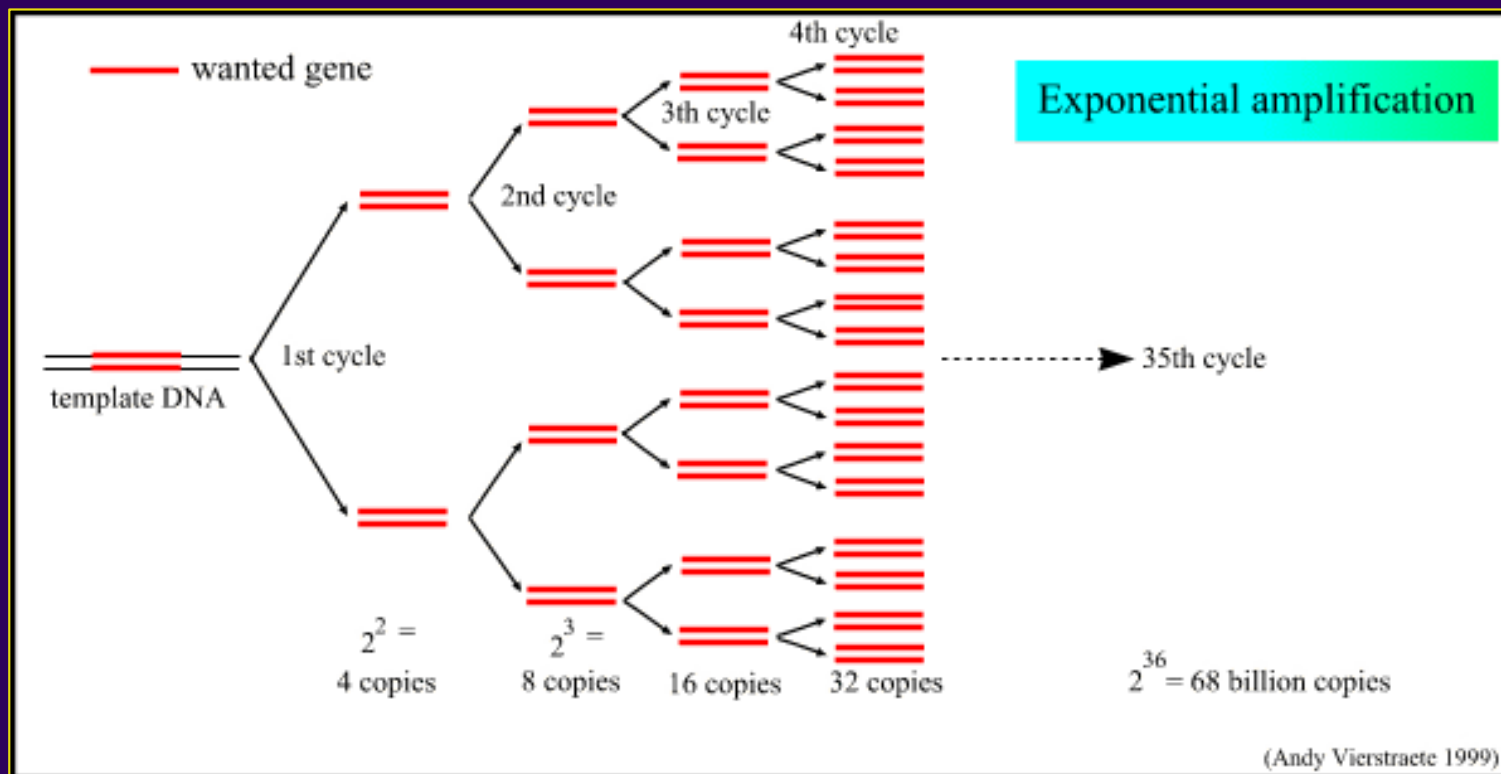 4th cycle
wanted gene
Exponential amplification
3th cycle
2nd cycle
1st cycle
35th cycle
template DNA
2^2 =
4 copies
2^3 =
8 copies
16 copies
32 copies
2^36 = 68 billion copies
(Andy Vierstraete 1999)